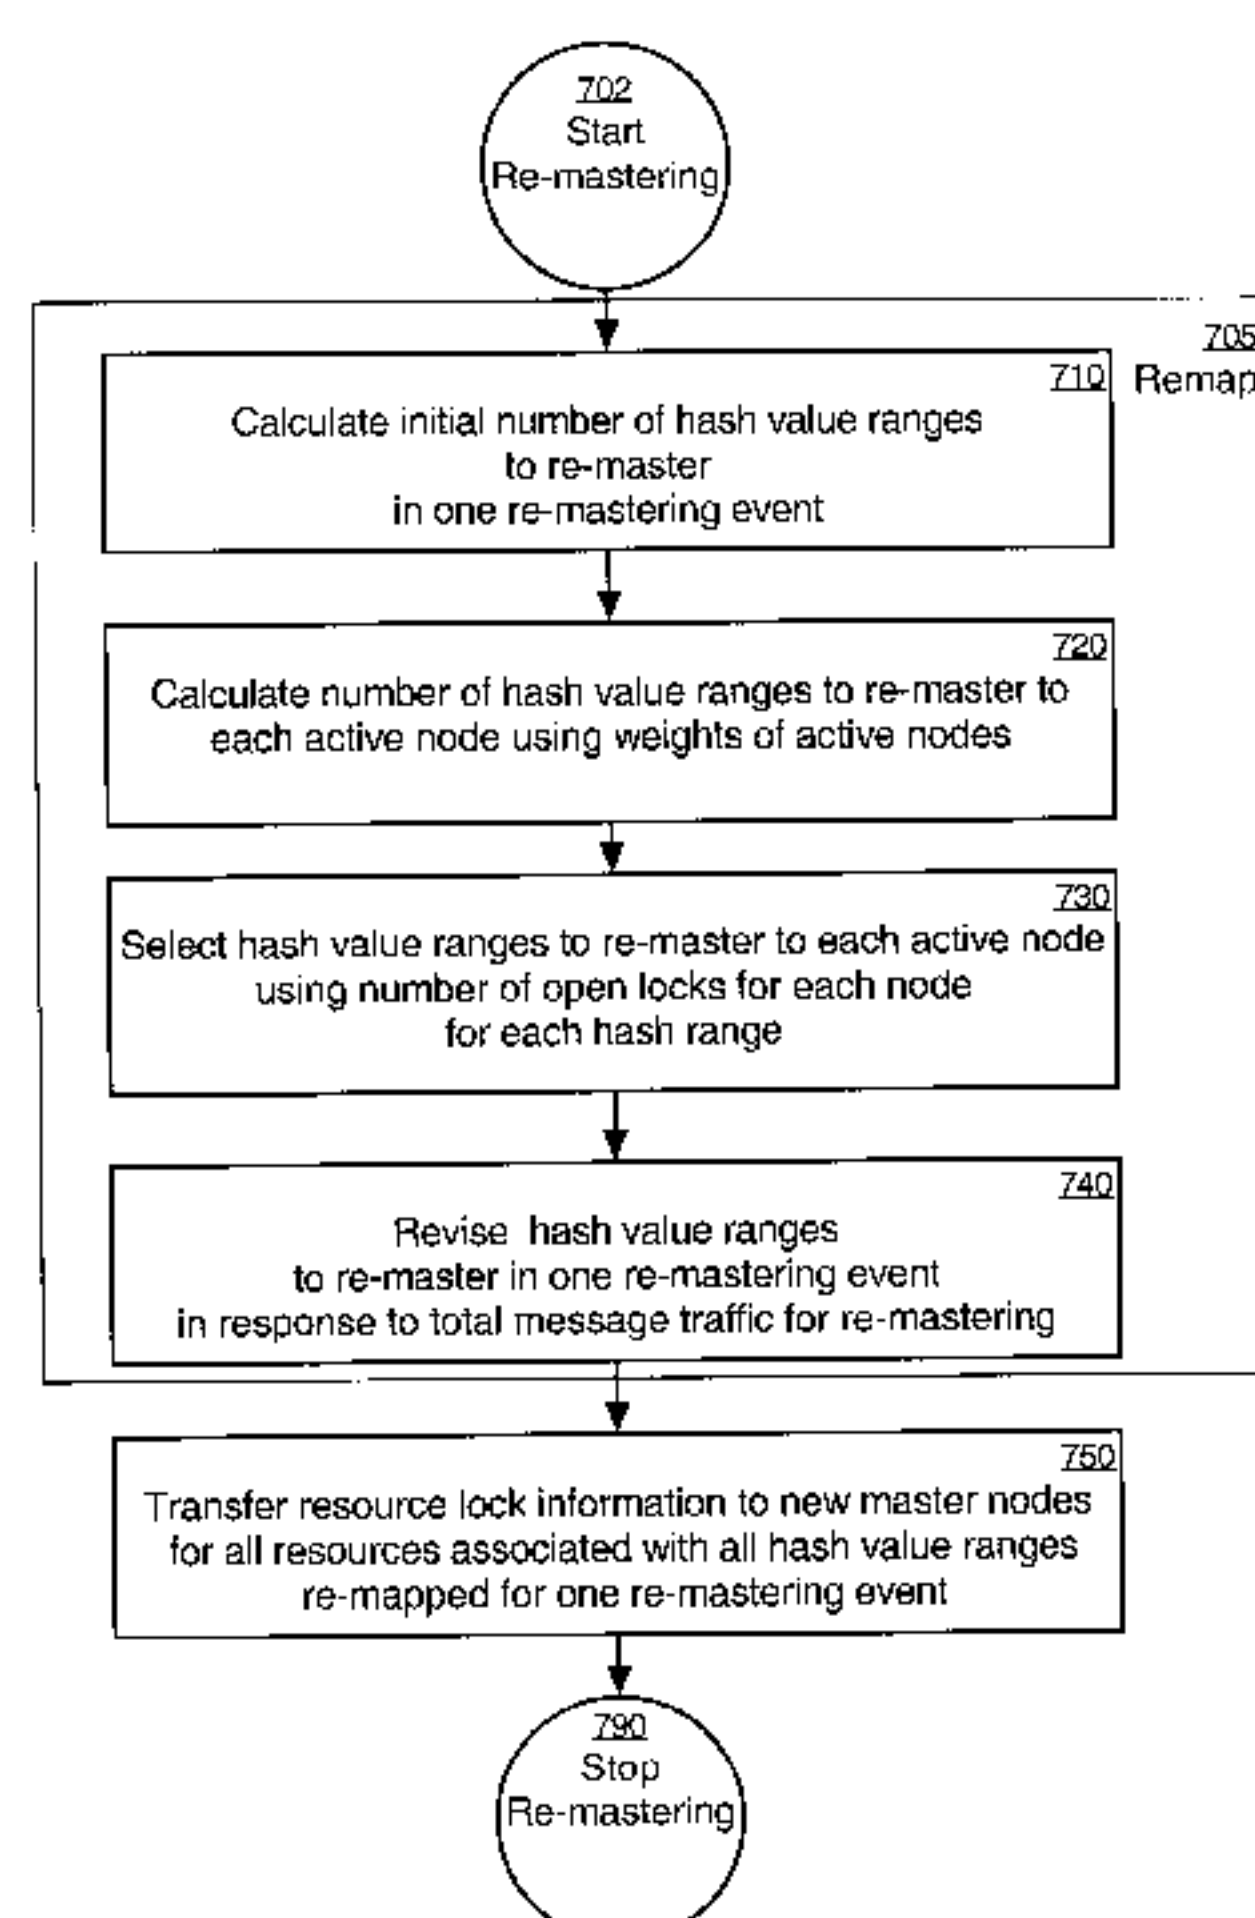 702
Start
Re-mastering
705
Remap
710
Calculate initial number of hash value ranges
to re-master
in one re-mastering event
720
Calculate number of hash value ranges to re-master to
each active node using weights of active nodes
730
Select hash value ranges to re-master to each active node
using number of open locks for each node
for each hash range
740
Revise hash value ranges
to re-master in one re-mastering event
in response to total message traffic for re-mastering
750
Transfer resource lock information to new master nodes
for all resources associated with all hash value ranges
re-mapped for one re-mastering event
790
Stop
Re-mastering